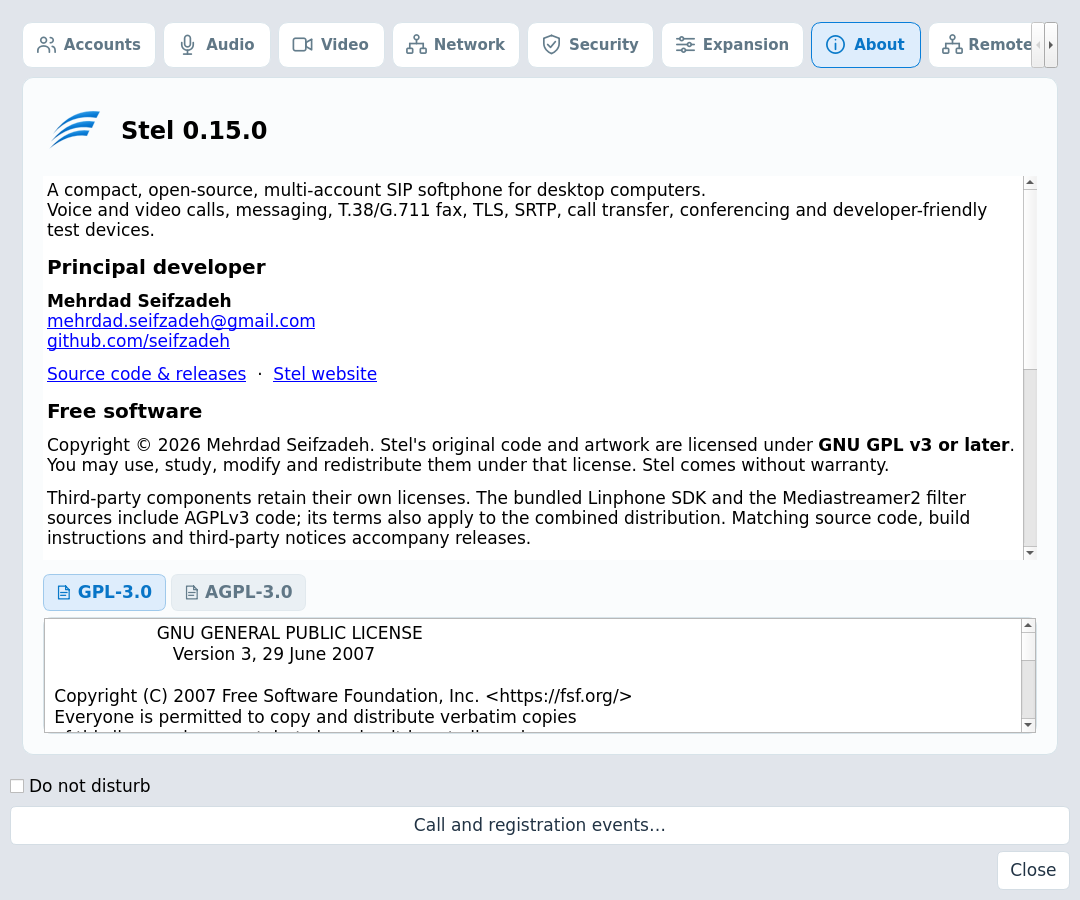 Accounts
Audio
Video
Network
Security
Expansion
About
Remote
Stel 0.15.0
A compact, open-source, multi-account SIP softphone for desktop computers.
Voice and video calls, messaging, T.38/G.711 fax, TLS, SRTP, call transfer, conferencing and developer-friendly
test devices.
Principal developer
Mehrdad Seifzadeh
mehrdad.seifzadeh@gmail.com
github.com/seifzadeh
Source code & releases · Stel website
Free software
Copyright © 2026 Mehrdad Seifzadeh. Stel's original code and artwork are licensed under GNU GPL v3 or later.
You may use, study, modify and redistribute them under that license. Stel comes without warranty.
Third-party components retain their own licenses. The bundled Linphone SDK and the Mediastreamer2 filter
sources include AGPLv3 code; its terms also apply to the combined distribution. Matching source code, build
instructions and third-party notices accompany releases.
GPL-3.0
AGPL-3.0
GNU GENERAL PUBLIC LICENSE
Version 3, 29 June 2007
Copyright (C) 2007 Free Software Foundation, Inc. <https://fsf.org/>
Everyone is permitted to copy and distribute verbatim copies
Do not disturb
Call and registration events...
Close